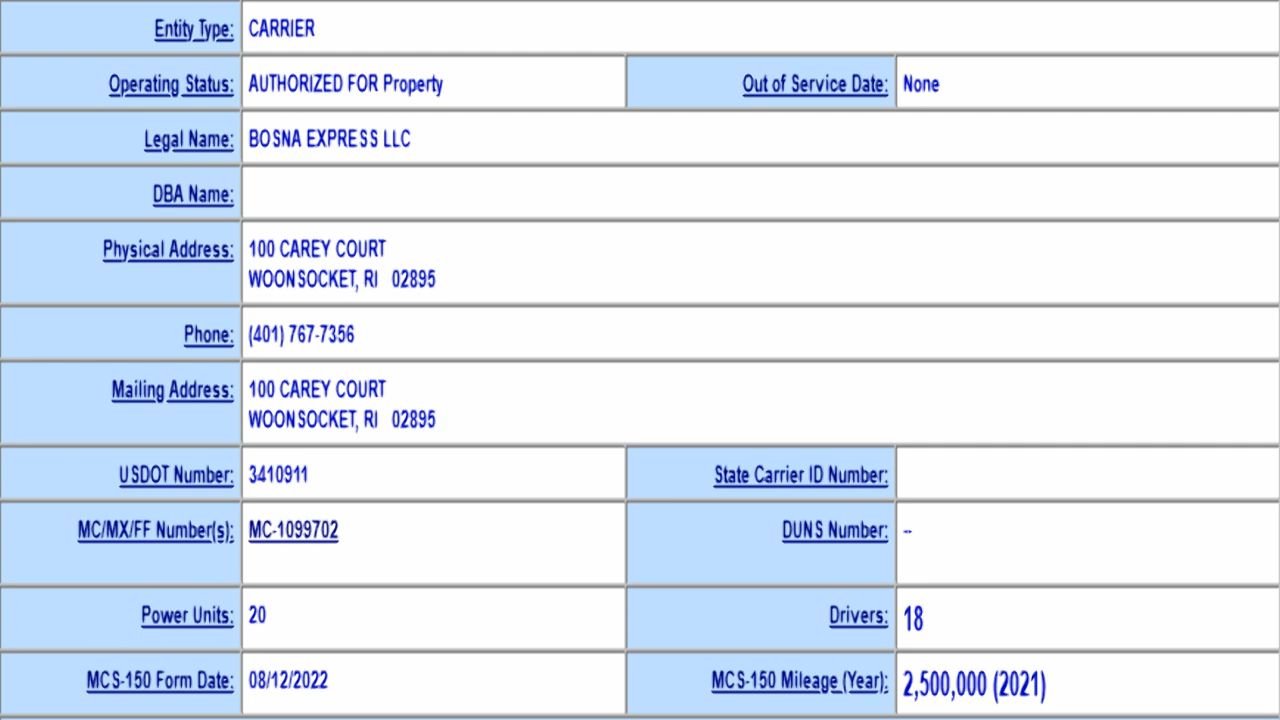 Entity Type: CARRIER
Operating Status: AUTHORIZED FOR Property Out of Service Date: None
Legal Name: BOSNA EXPRESS LLC
DBA Name:
Physical Address: 100 CAREY COURT
WOONSOCKET, RI 02895
Phone: (401) 767-7356
Mailing Address: 100 CAREY COURT
WOONSOCKET, RI 02895
USDOT Number: 3410911 State Carrier ID Number:
MC/MX/FF Number(s): MC-1099702 DUNS Number: --
Power Units: 20 Drivers: 18
MCS-150 Form Date: 08/12/2022 MCS-150 Mileage (Year): 2,500,000 (2021)